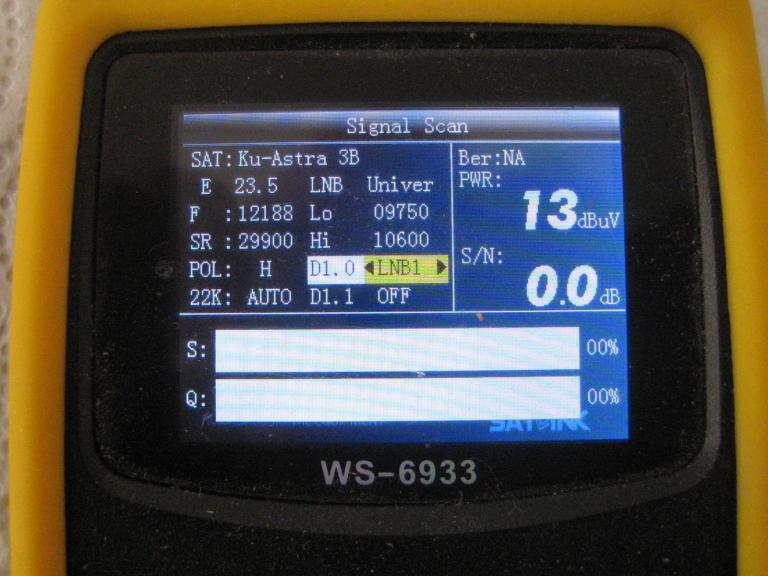 Signal Scan
SAT: Ku-Astra 3B
E 23.5 LNB Univer
F :12188 Lo 09750
SR :29900 Hi 10600
POL: H D1.0 LNB1
22K: AUTO D1.1 OFF
Ber:NA
PWR:
13dBuV
S/N:
0.0dB
S: 00%
Q: 00%
SATLINK
WS-6933